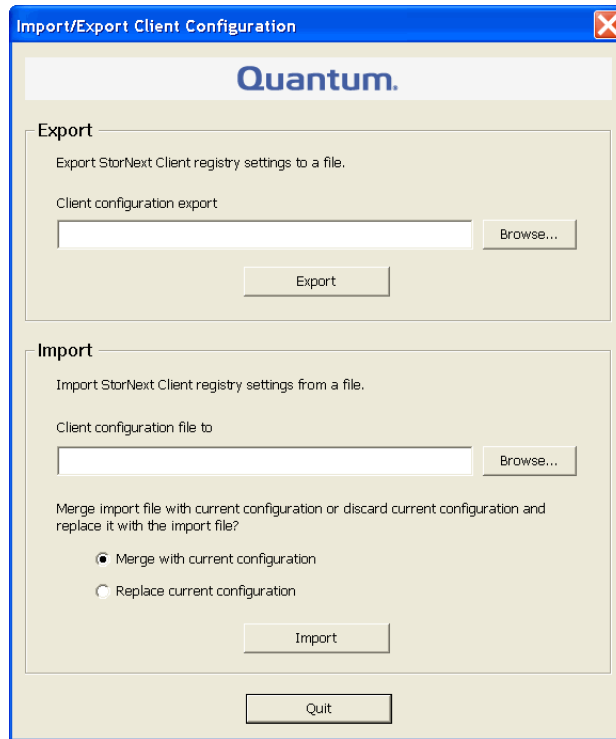 Import/Export Client Configuration
Quantum.
Export
Export StorNext Client registry settings to a file.
Client configuration export
Browse...
Export
Import
Import StorNext Client registry settings from a file.
Client configuration file to
Browse...
Merge import file with current configuration or discard current configuration and
replace it with the import file?
Merge with current configuration
Replace current configuration
Import
Quit